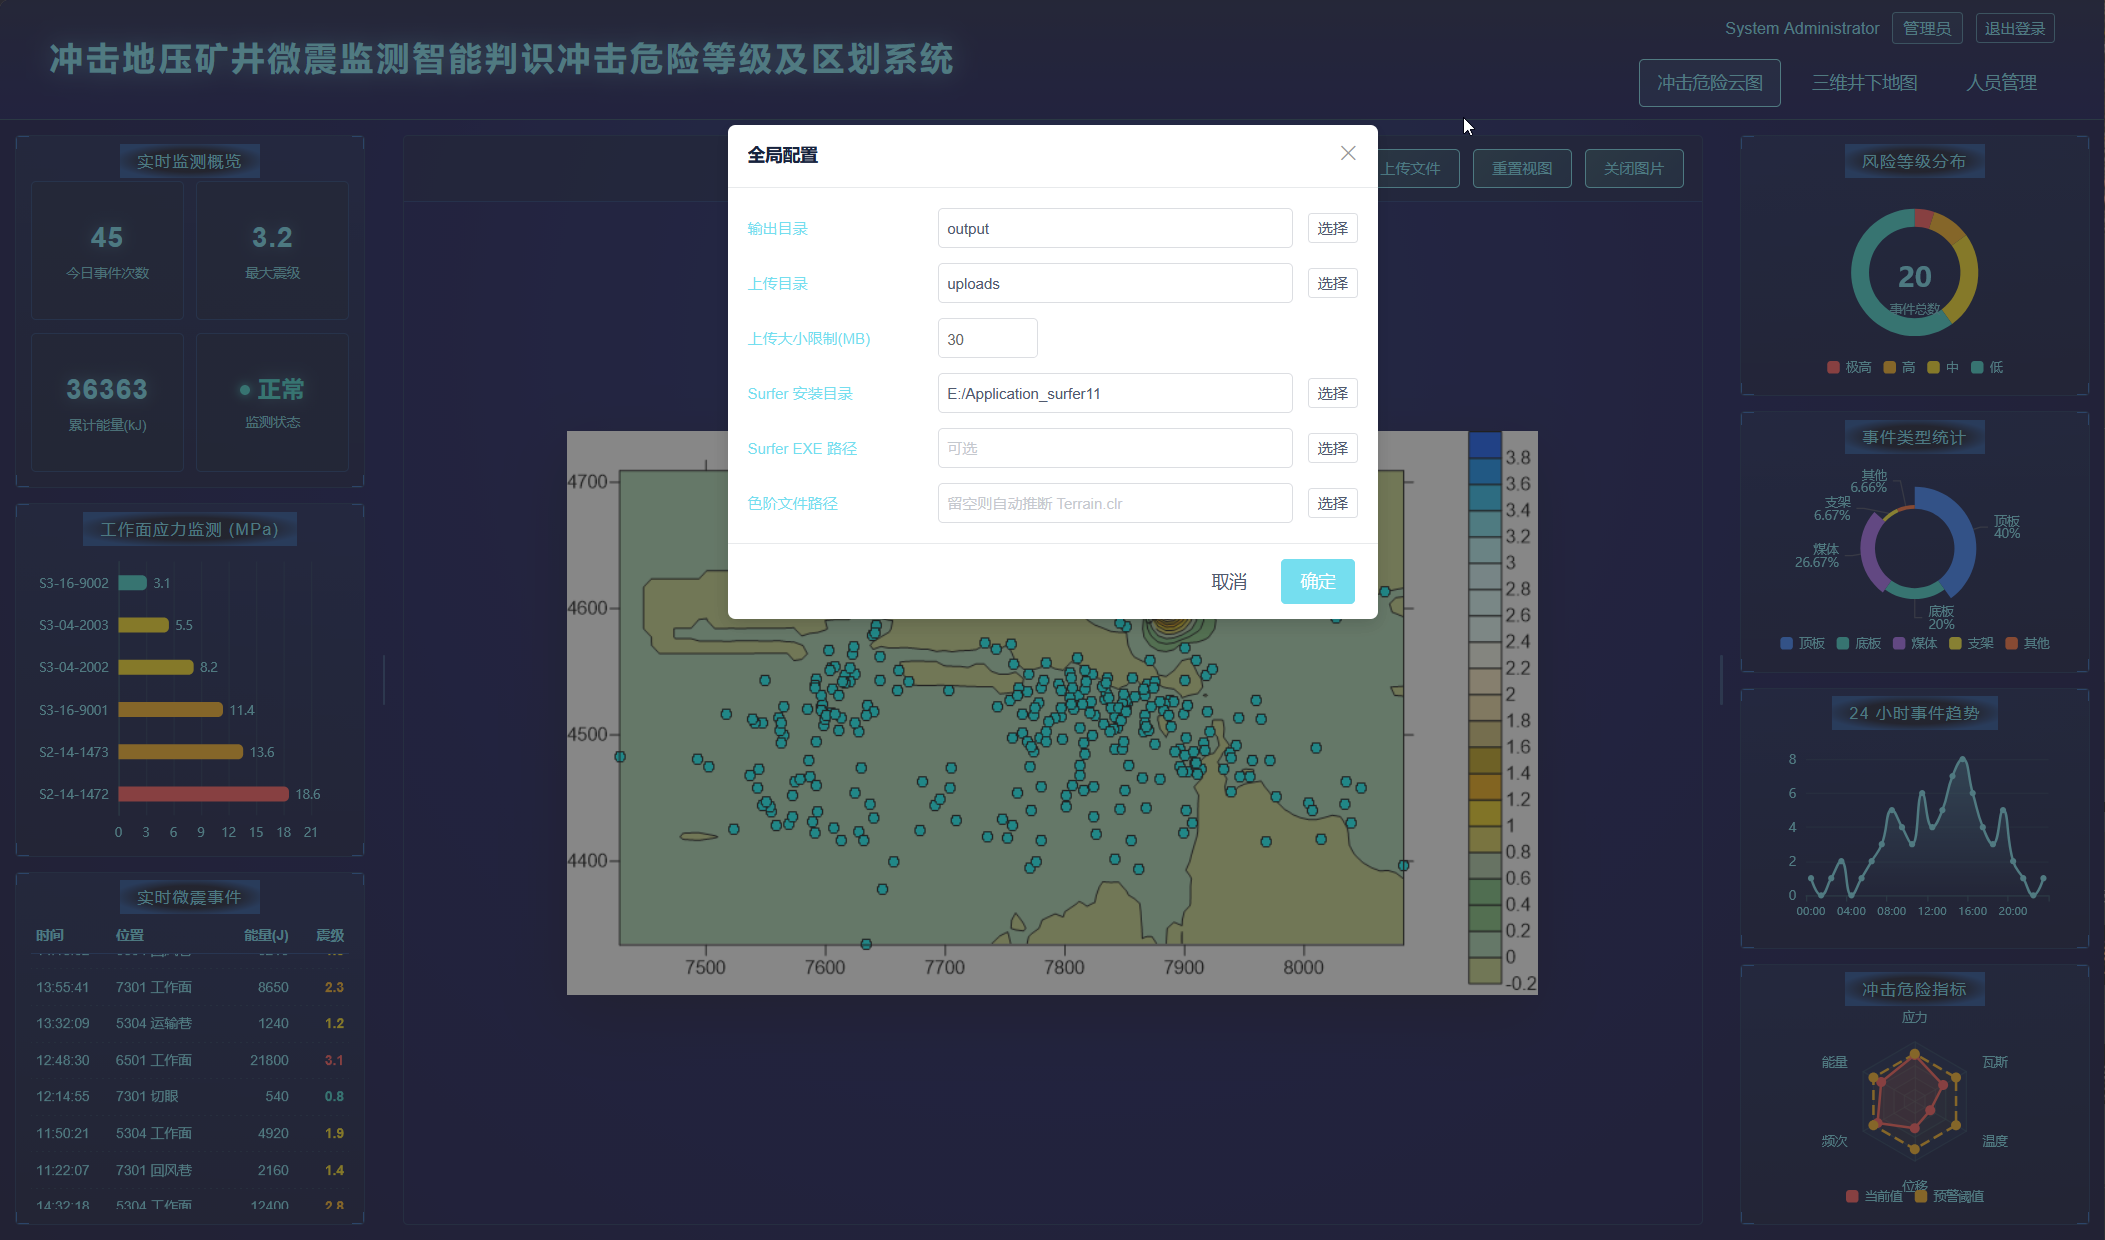 冲击地压矿井微震监测智能判识冲击危险等级及区划系统
System Administrator 管理员 退出登录
冲击危险云图 三维井下地图 人员管理
实时监测概览
45 3.2
今日事件次数 最大震级
36363 正常
累计能量(kJ) 监测状态
工作面应力监测 (MPa)
S3-16-9002 3.1
S3-04-2003 5.5
S3-04-2002 8.2
S3-16-9001 11.4
S2-14-1473 13.6
S2-14-1472 18.6
0 3 6 9 12 15 18 21
实时微震事件
时间 位置 能量(J) 震级
13:55:41 7301 工作面 8650 2.3
13:32:09 5304 运输巷 1240 1.2
12:48:30 6501 工作面 21800 3.1
12:14:55 7301 切眼 540 0.8
11:50:21 5304 工作面 4920 1.9
11:22:07 7301 回风巷 2160 1.4
14:32:18 5304 工作面 12400 2.8
上传文件 重置视图 关闭图片
全局配置
输出目录 output 选择
上传目录 uploads 选择
上传大小限制(MB) 30
Surfer 安装目录 E:/Application_surfer11 选择
Surfer EXE 路径 可选 选择
色阶文件路径 留空则自动推断 Terrain.clr 选择
取消 确定
4700
4600
4500
4400
7500 7600 7700 7800 7900 8000
3.8
3.6
3.4
3.2
3
2.8
2.6
2.4
2.2
2
1.8
1.6
1.4
1.2
1
0.8
0.6
0.4
0.2
0
-0.2
风险等级分布
20
事件总数
极高 高 中 低
事件类型统计
其他
6.66%
支架
6.67%
煤体
26.67%
顶板
40%
底板
20%
顶板 底板 煤体 支架 其他
24 小时事件趋势
8
6
4
2
0
00:00 04:00 08:00 12:00 16:00 20:00
冲击危险指标
应力
能量 瓦斯
频次 温度
位移
当前值 预警阈值